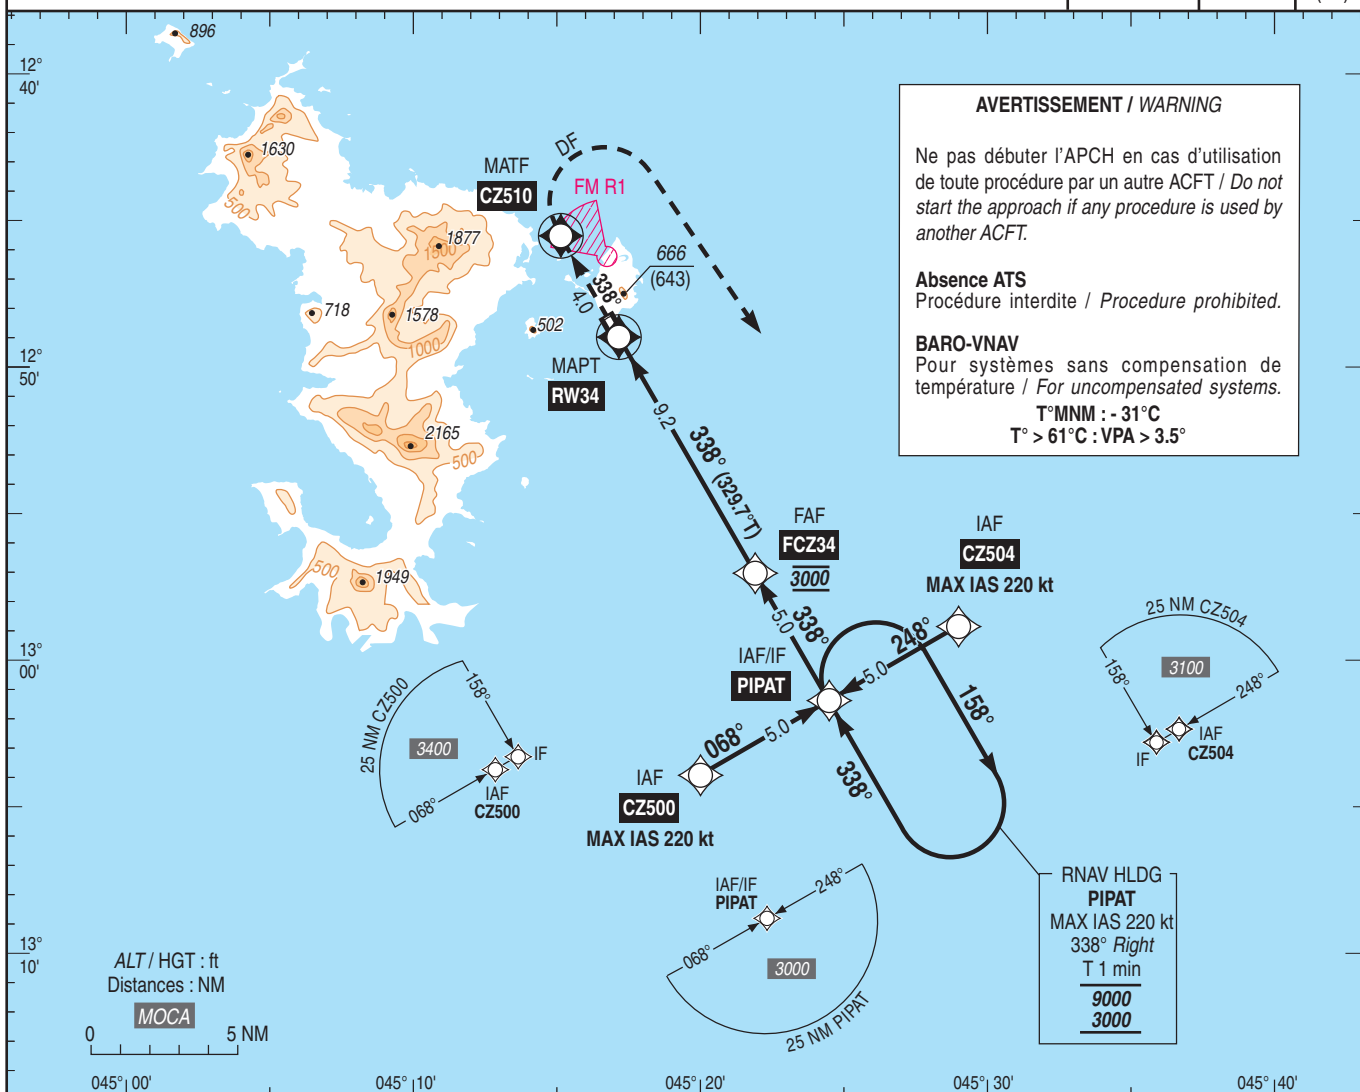 896
12°
40'
1630
500
1877
1500
718
1578
1000
2165
500
1949
500
MATF
CZ510
DF
FM R1
666
(643)
338°
4.0
502
MAPT
RW34
9.2
338° (329.7°T)
AVERTISSEMENT / WARNING
Ne pas débuter l'APCH en cas d'utilisation
de toute procédure par un autre ACFT / Do not
start the approach if any procedure is used by
another ACFT.
Absence ATS
Procédure interdite / Procedure prohibited.
BARO-VNAV
Pour systèmes sans compensation de
température / For uncompensated systems.
T°MNM : - 31°C
T° > 61°C : VPA > 3.5°
12°
50'
FAF
FCZ34
3000
IAF
CZ504
MAX IAS 220 kt
5.0
338°
248°
5.0
IAF/IF
PIPAT
158°
068°
5.0
338°
IAF
CZ500
MAX IAS 220 kt
13°
00'
25 NM CZ500
158°
3400
IF
IAF
CZ500
068°
25 NM CZ504
158°
3100
248°
IAF
CZ504
IF
IAF/IF
PIPAT
248°
068°
3000
25 NM PIPAT
RNAV HLDG
PIPAT
MAX IAS 220 kt
338° Right
T 1 min
9000
3000
13°
10'
ALT / HGT : ft
Distances : NM
MOCA
0 5 NM
045° 00' 045° 10' 045° 20' 045° 30' 045° 40'